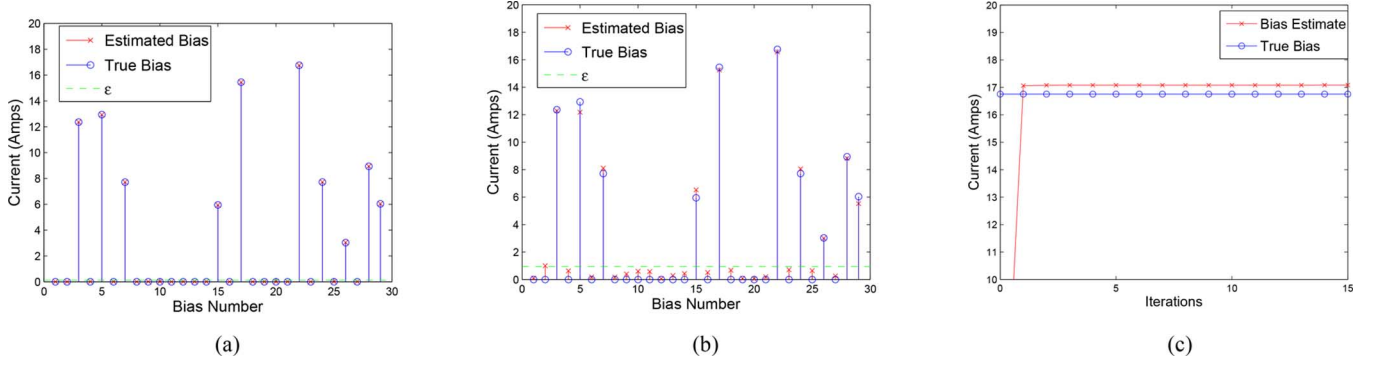 20
18
16
14
12
10
8
6
4
2
0
Current (Amps)
Estimated Bias
True Bias
ε
0 5 10 15 20 25 30
Bias Number
(a)
20
18
16
14
12
10
8
6
4
2
0
Current (Amps)
Estimated Bias
True Bias
ε
0 5 10 15 20 25 30
Bias Number
(b)
20
19
18
17
16
15
14
13
12
11
10
Current (Amps)
Bias Estimate
True Bias
0 5 10 15
Iterations
(c)